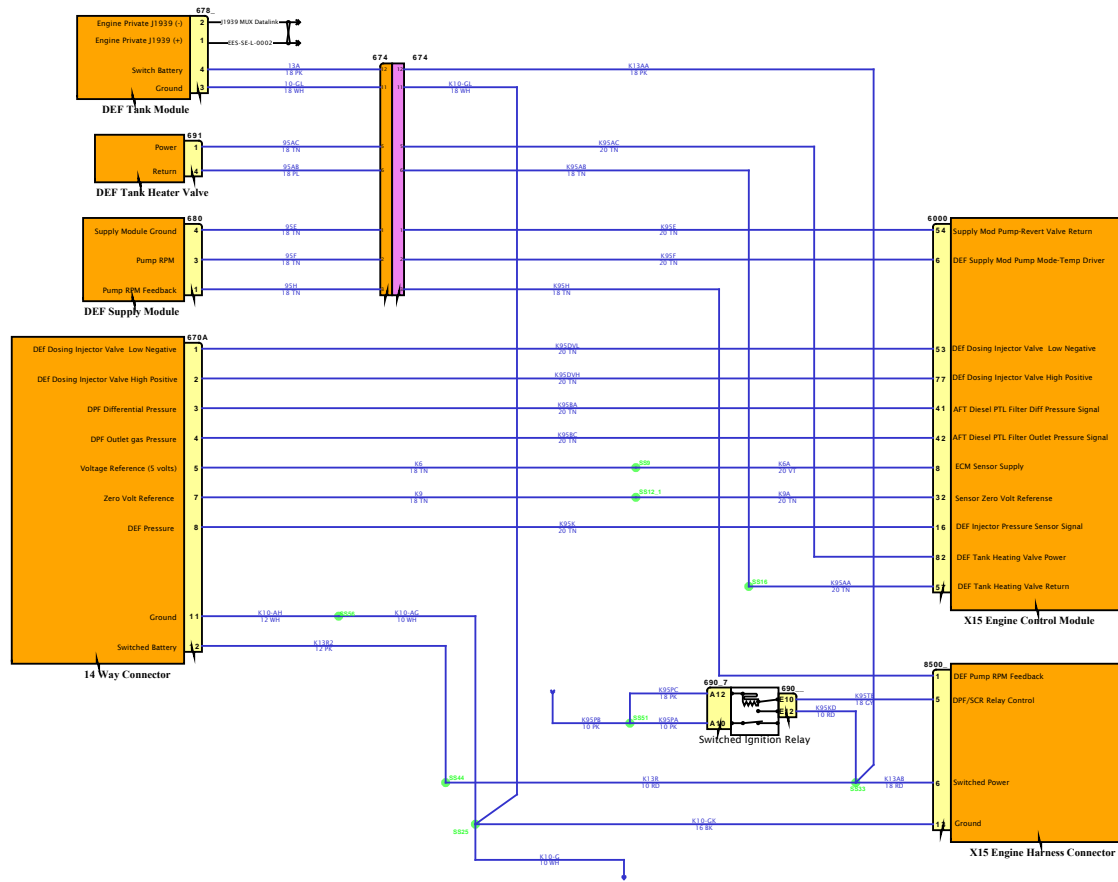 678_
Engine Private J1939 (-)
2
J1939 MUX Datalink
Engine Private J1939 (+)
1
EES-SE-L-0002
Switch Battery
4
13A
18 PK
Ground
3
10-GL
18 WH
DEF Tank Module
674
674
12
12
11
11
K13AA
18 PK
K10-GL
18 WH
691
Power
1
95AC
18 TN
5
5
K95AC
20 TN
Return
4
95AB
18 PL
6
6
K95AB
18 TN
DEF Tank Heater Valve
680
Supply Module Ground
4
95E
18 TN
1
1
K95E
20 TN
Pump RPM
3
95F
18 TN
2
2
K95F
20 TN
Pump RPM Feedback
1
95H
18 TN
K95H
18 TN
DEF Supply Module
6000
54
Supply Mod Pump-Revert Valve Return
6
DEF Supply Mod Pump Mode-Temp Driver
670A
DEf Dosing Injector Valve Low Negative
1
K95DVL
20 TN
53
DEf Dosing Injector Valve Low Negative
DEf Dosing Injector Valve High Positive
2
K95DVH
20 TN
77
DEf Dosing Injector Valve High Positive
DPF Differential Pressure
3
K95BA
20 TN
41
AFT Diesel PTL Filter Diff Pressure Signal
DPF Outlet gas Pressure
4
K95BC
20 TN
42
AFT Diesel PTL Filter Outlet Pressure Signal
Voltage Reference (5 volts)
5
K6
18 TN
SS9
K6A
20 VT
8
ECM Sensor Supply
Zero Volt Reference
7
K9
18 TN
SS12_1
K9A
20 TN
32
Sensor Zero Volt Referense
DEF Pressure
8
K95K
20 TN
16
DEF Injector Pressure Sensor Signal
82
DEF Tank Heating Valve Power
SS16
K95AA
20 TN
57
DEF Tank Heating Valve Return
X15 Engine Control Module
Ground
11
K10-AH
12 WH
K10-AG
10 WH
Switched Battery
12
K13B2
12 PK
14 Way Connector
8500_
1
DEF Pump RPM Feedback
690_7
690_
K95PC
18 PK
A12
E10
K95TB
18 GY
5
DPF/SCR Relay Control
K95PB
10 PK
SS51
K95PA
10 PK
A10
E12
K95KD
10 RD
Switched Ignition Relay
SS44
K13R
10 RD
SS33
K13AB
18 RD
6
Switched Power
SS25
K10-GK
16 BK
Ground
K10-G
10 WH
X15 Engine Harness Connector